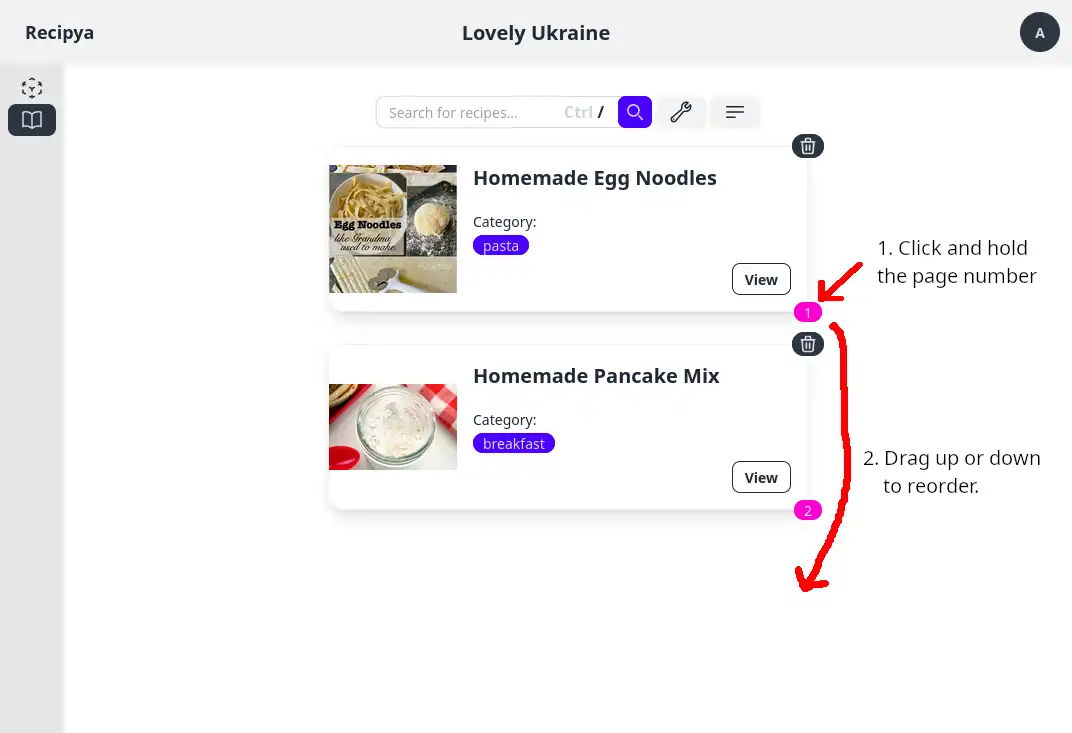 Recipya
Lovely Ukraine
A
Search for recipes...
Ctrl /
Homemade Egg Noodles
Category:
pasta
View
1
Egg Noodles
like Grandma
used to make.
1. Click and hold
the page number
Homemade Pancake Mix
Category:
breakfast
View
2
2. Drag up or down
to reorder.